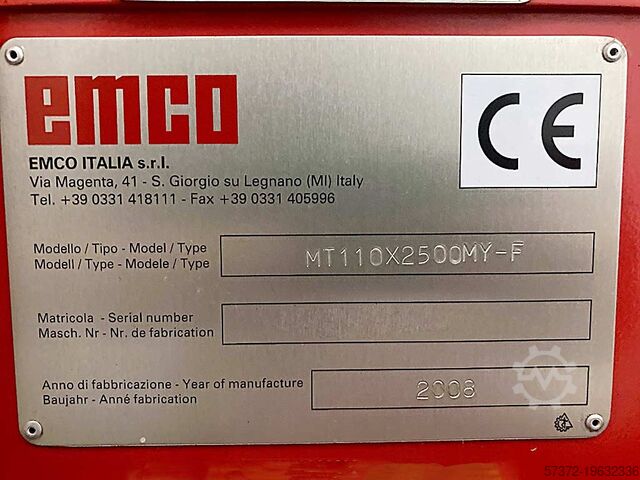 emco
CE
EMCO ITALIA s.r.l.
Via Magenta, 41 - S. Giorgio su Legnano (MI) Italy
Tel. +39 0331 418111 - Fax +39 0331 405996
Modello / Tipo - Model / Type
Modell / Type - Modele / Type
MT110X2500MY-F
Matricola - Serial number
Masch. Nr - Nr. de fabrication
Anno di fabbricazione - Year of manufacture
Baujahr - Anné fabrication
2008
57372-19632336